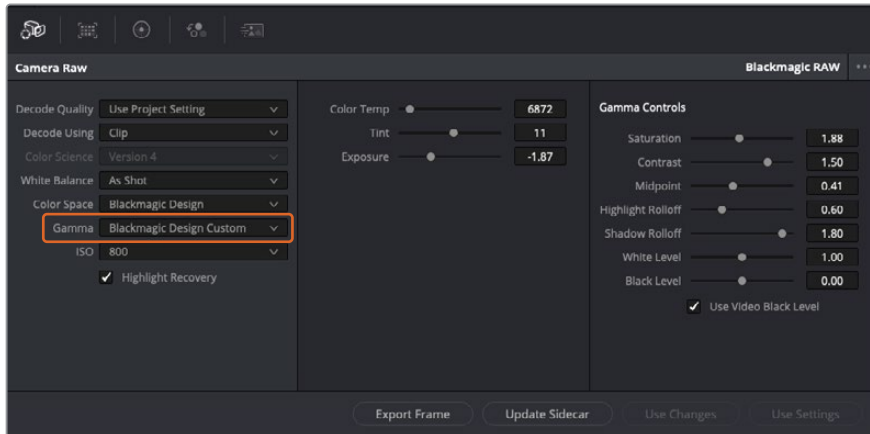 Camera Raw
Blackmagic RAW
Decode Quality Use Project Setting
Decode Using Clip
Color Science Version 4
White Balance As Shot
Color Space Blackmagic Design
Gamma Blackmagic Design Custom
ISO 800
Highlight Recovery
Color Temp 6872
Tint 11
Exposure -1.87
Gamma Controls
Saturation 1.88
Contrast 1.50
Midpoint 0.41
Highlight Rolloff 0.60
Shadow Rolloff 1.80
White Level 1.00
Black Level 0.00
Use Video Black Level
Export Frame
Update Sidecar
Use Changes
Use Settings